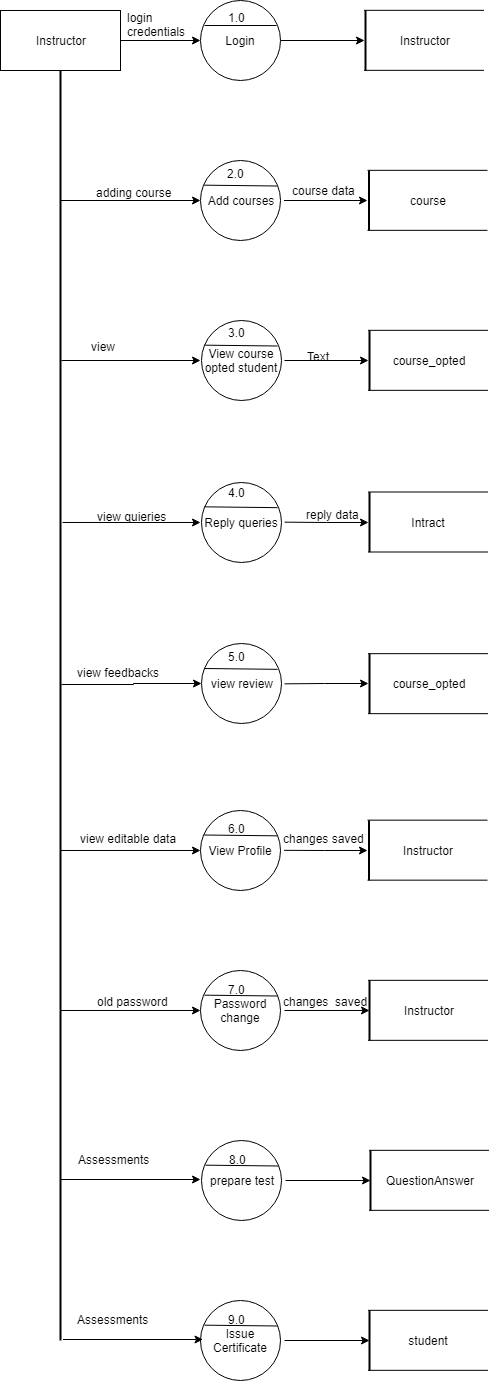 login
credentials
1.0
Instructor
Login
Instructor
2.0
adding course
Add courses
course data
course
3.0
view
View course
opted student
Text
course_opted
4.0
view quieries
Reply queries
reply data
Intract
5.0
view feedbacks
view review
course_opted
6.0
view editable data
View Profile
changes saved
Instructor
7.0
old password
Password
change
changes  saved
Instructor
8.0
Assessments
prepare test
QuestionAnswer
9.0
Assessments
Issue
Certificate
student